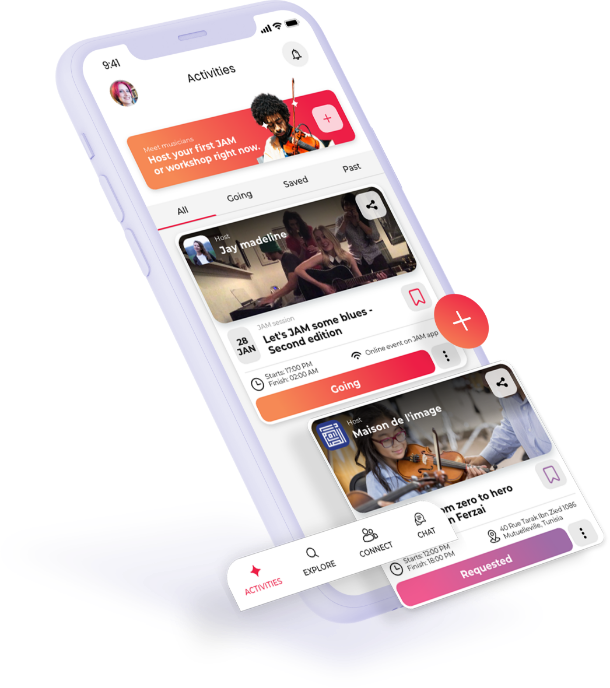 9:41
Activities
Meet musicians
Host your first JAM
or workshop right now.
All
Going
Saved
Past
Host
Jay madeline
28
JAN
JAM session
Let's JAM some blues -
Second edition
Starts: 17:00 PM
Finish: 02:00 AM
Online event on JAM app
Going
Host
Maison de l'image
om zero to hero
n Ferzai
Starts: 12:00 PM
Finish: 18:00 PM
40 Rue Tarak Ibn Zied 1086
Mutuelleville, Tunisia
Requested
ACTIVITIES
EXPLORE
CONNECT
CHAT